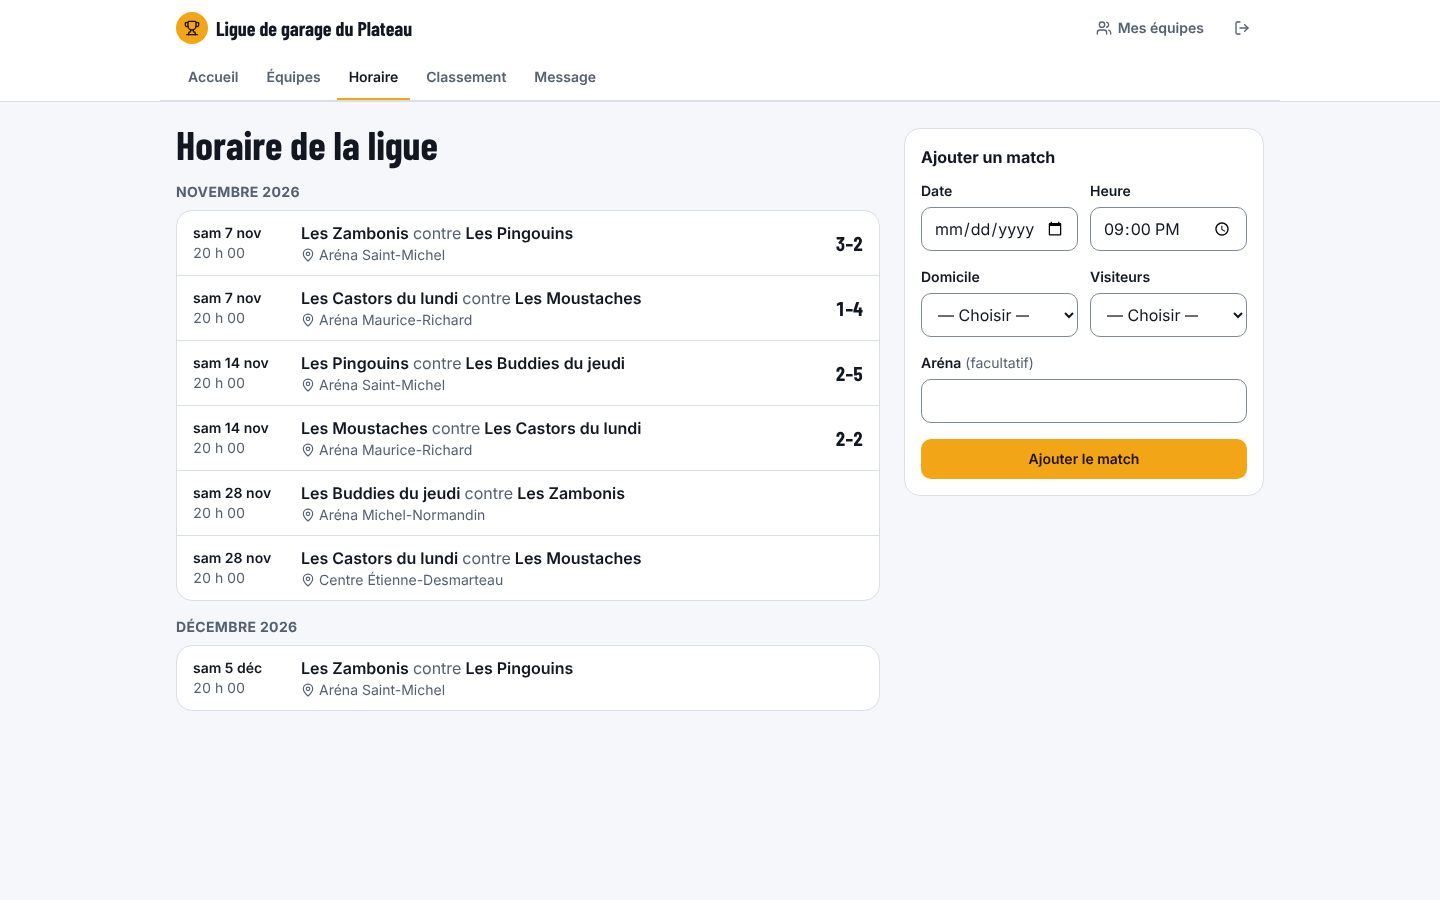 Ligue de garage du Plateau
Mes équipes
Accueil Équipes Horaire Classement Message
Horaire de la ligue
NOVEMBRE 2026
sam 7 nov Les Zambonis contre Les Pingouins
20 h 00 Aréna Saint-Michel
3-2
sam 7 nov Les Castors du lundi contre Les Moustaches
20 h 00 Aréna Maurice-Richard
1-4
sam 14 nov Les Pingouins contre Les Buddies du jeudi
20 h 00 Aréna Saint-Michel
2-5
sam 14 nov Les Moustaches contre Les Castors du lundi
20 h 00 Aréna Maurice-Richard
2-2
sam 28 nov Les Buddies du jeudi contre Les Zambonis
20 h 00 Aréna Michel-Normandin
sam 28 nov Les Castors du lundi contre Les Moustaches
20 h 00 Centre Étienne-Desmarteau
DÉCEMBRE 2026
sam 5 déc Les Zambonis contre Les Pingouins
20 h 00 Aréna Saint-Michel
Ajouter un match
Date Heure
mm/dd/yyyy 09:00 PM
Domicile Visiteurs
— Choisir — — Choisir —
Aréna (facultatif)
Ajouter le match